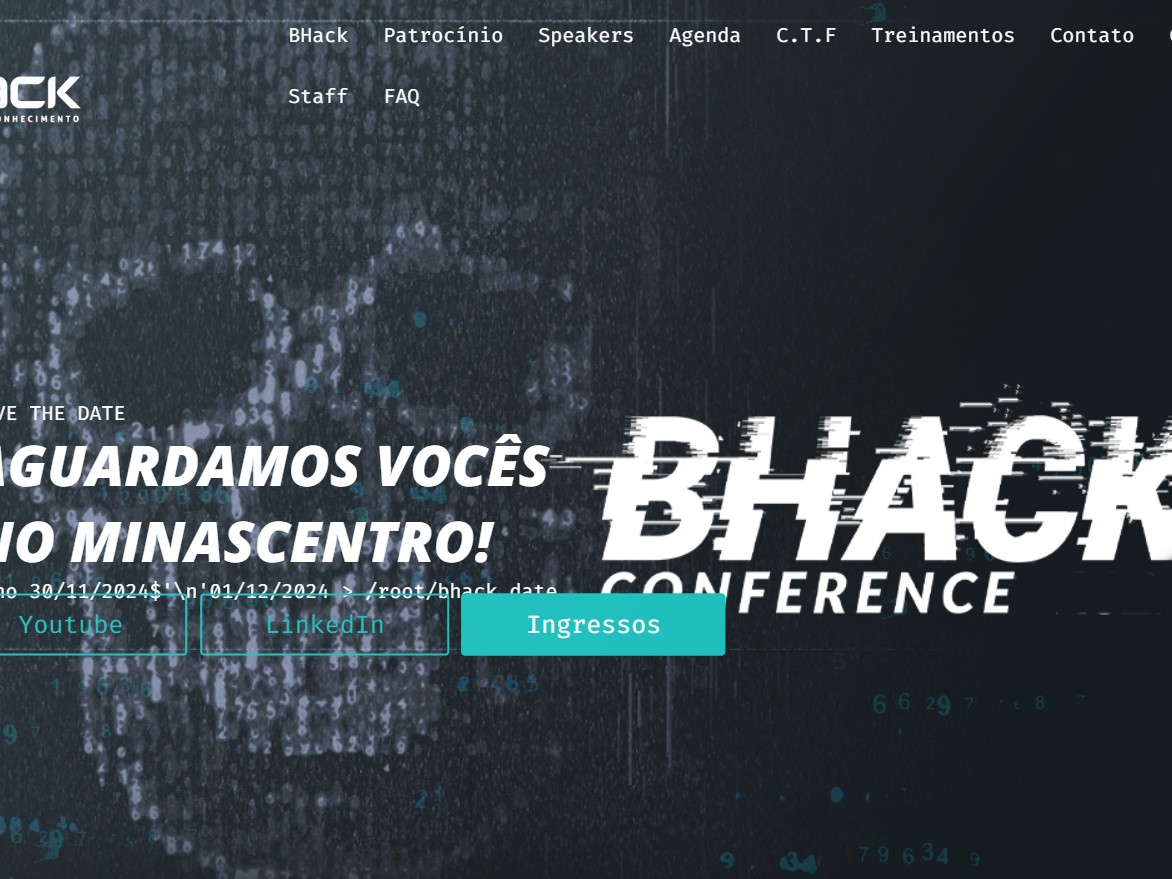 BHack Patrocínio Speakers Agenda C.T.F Treinamentos Contato
Staff FAQ
ACK
ONHECIMENTO
VE THE DATE
AGUARDAMOS VOCÊS
NO MINASCENTRO!
ho 30/11/2024$'\n'01/12/2024 > /root/bhack_date
BHACK
CONFERENCE
Youtube LinkedIn Ingressos